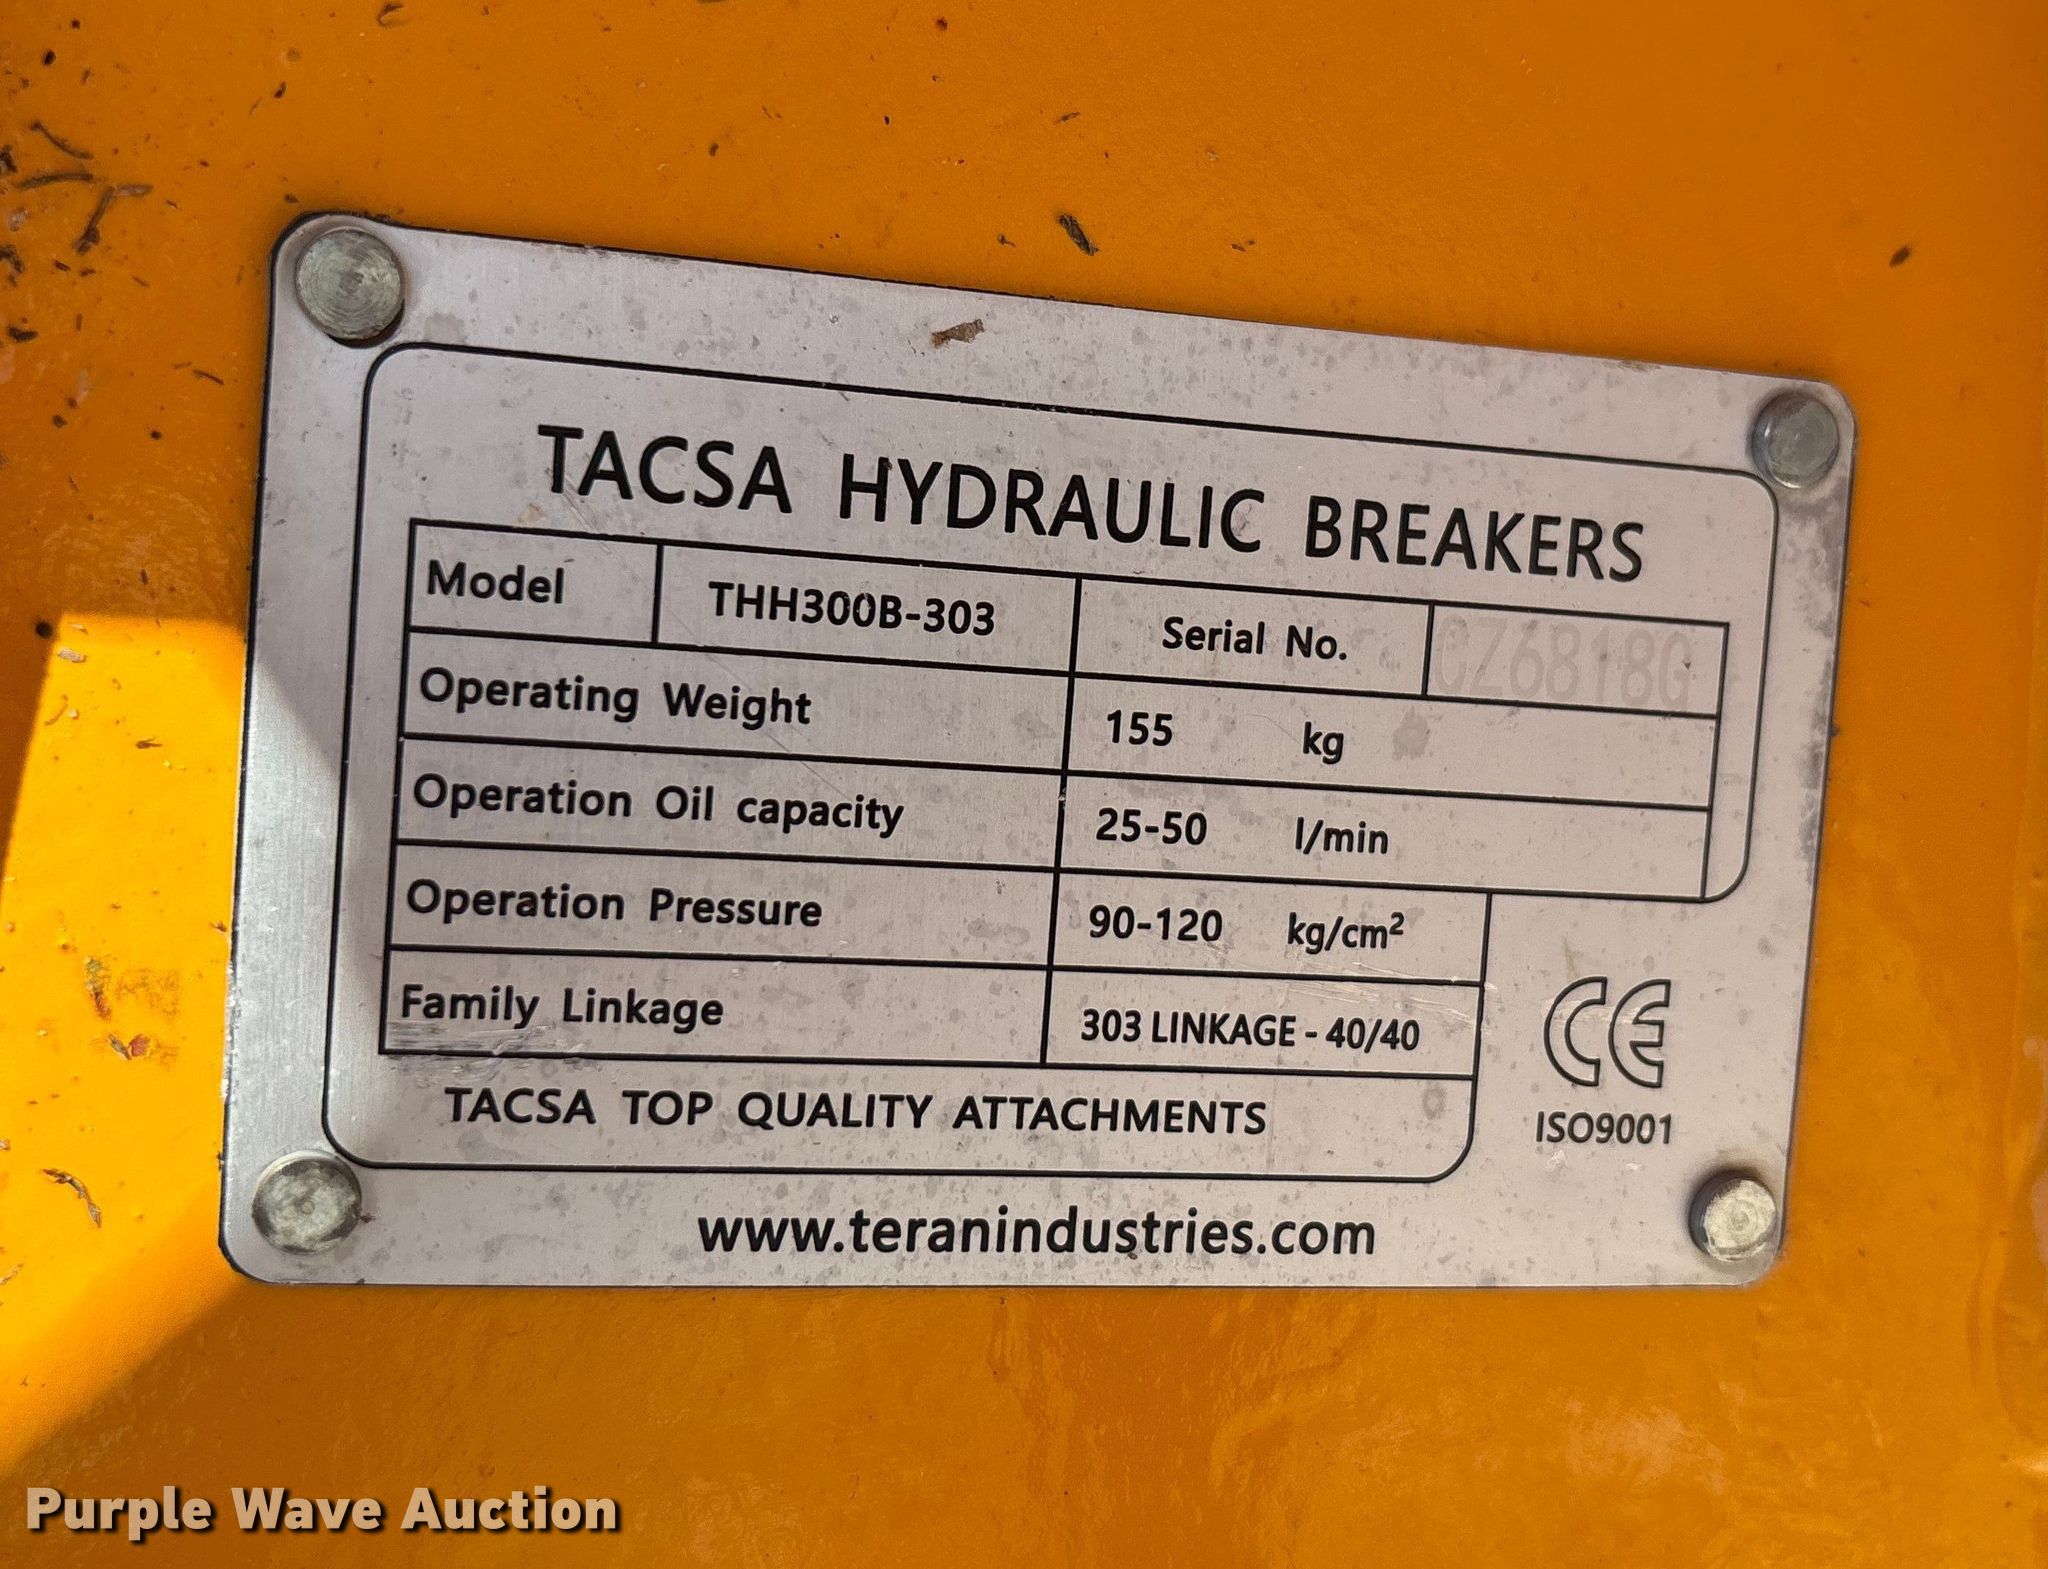 TACSA HYDRAULIC BREAKERS
Model THH300B-303 Serial No. CZ6818G
Operating Weight 155 kg
Operation Oil capacity 25-50 l/min
Operation Pressure 90-120 kg/cm²
Family Linkage 303 LINKAGE - 40/40
TACSA TOP QUALITY ATTACHMENTS
CE
ISO9001
www.teranindustries.com
Purple Wave Auction